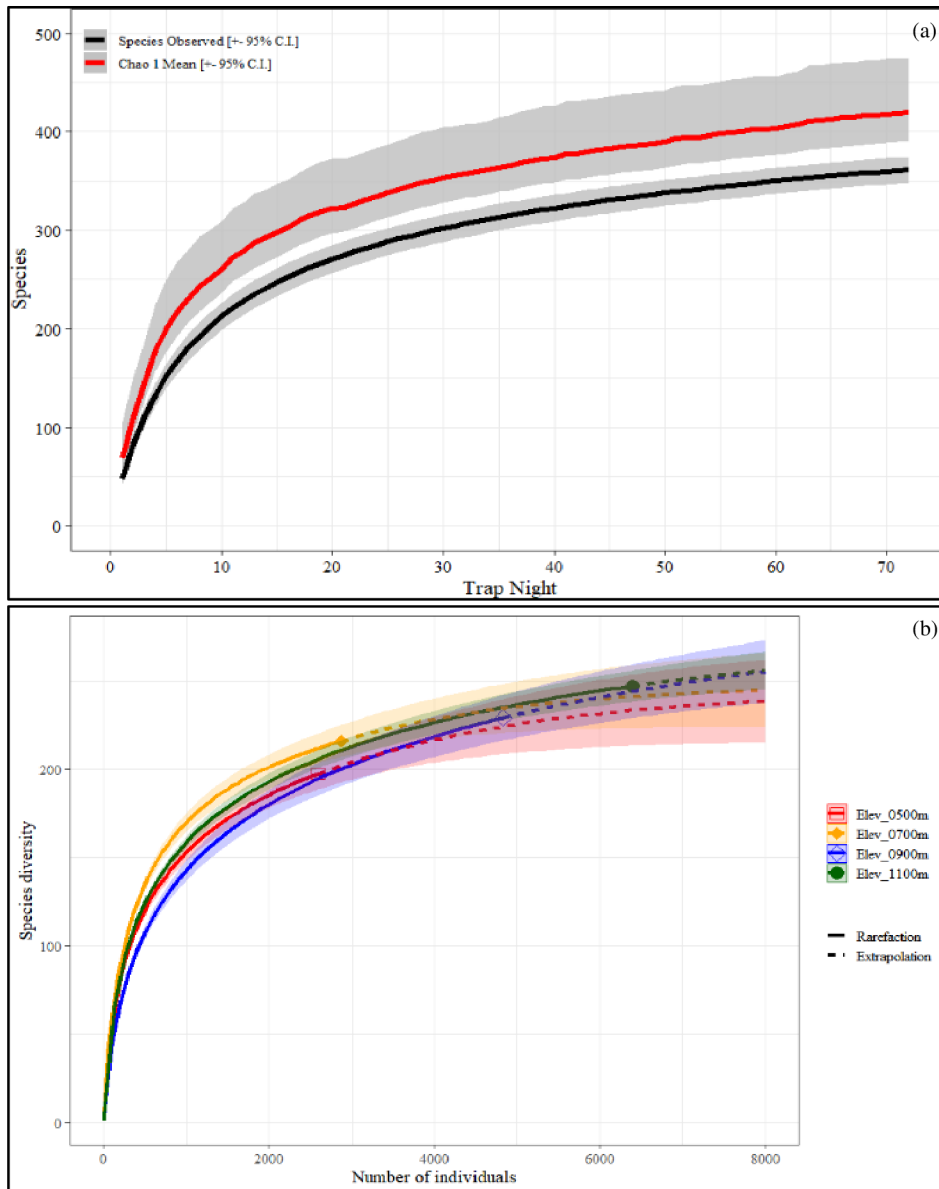 (a)
Species Observed [+- 95% C.I.]
Chao 1 Mean [+- 95% C.I.]
500
400
300
200
100
0
Species
0 10 20 30 40 50 60 70
Trap Night
(b)
200
100
0
Species diversity
Elev_0500m
Elev_0700m
Elev_0900m
Elev_1100m
Rarefaction
Extrapolation
0 2000 4000 6000 8000
Number of individuals